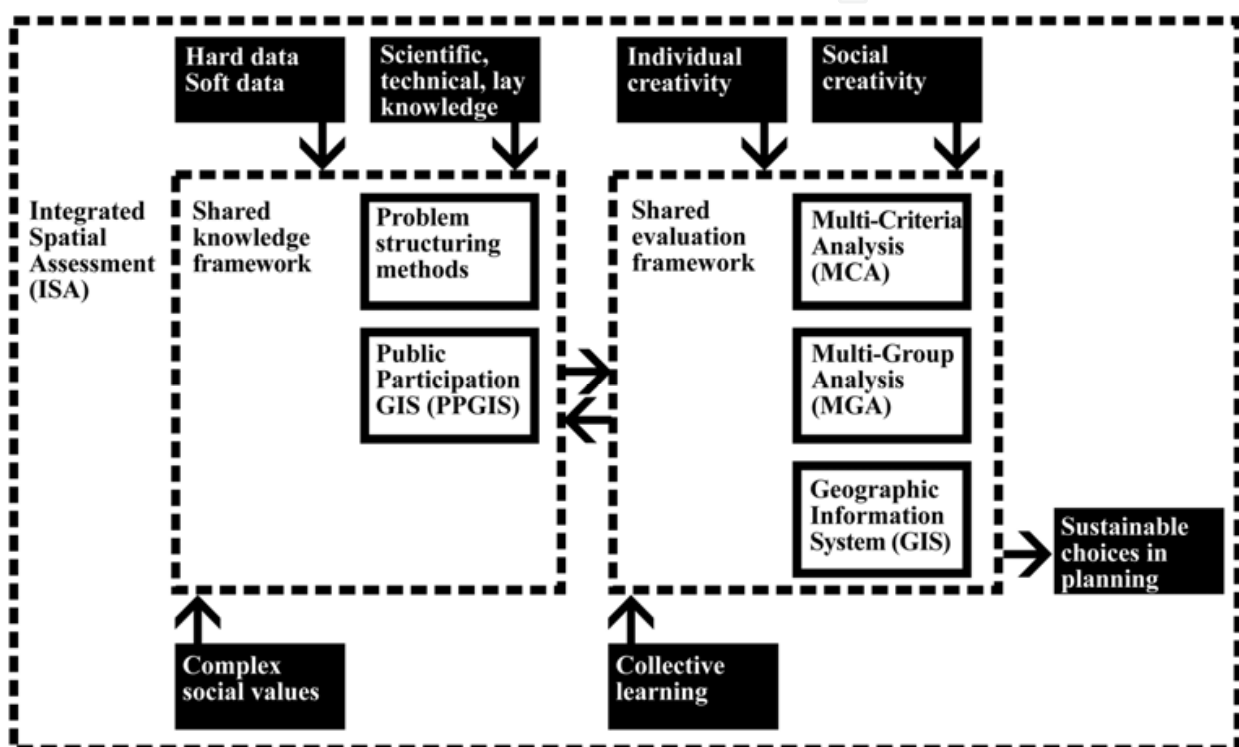 Hard data
Soft data
Scientific,
technical, lay
knowledge
Individual
creativity
Social
creativity
Integrated
Spatial
Assessment
(ISA)
Shared
knowledge
framework
Problem
structuring
methods
Public
Participation
GIS (PPGIS)
Shared
evaluation
framework
Multi-Criteria
Analysis
(MCA)
Multi-Group
Analysis
(MGA)
Geographic
Information
System (GIS)
Sustainable
choices in
planning
Complex
social values
Collective
learning